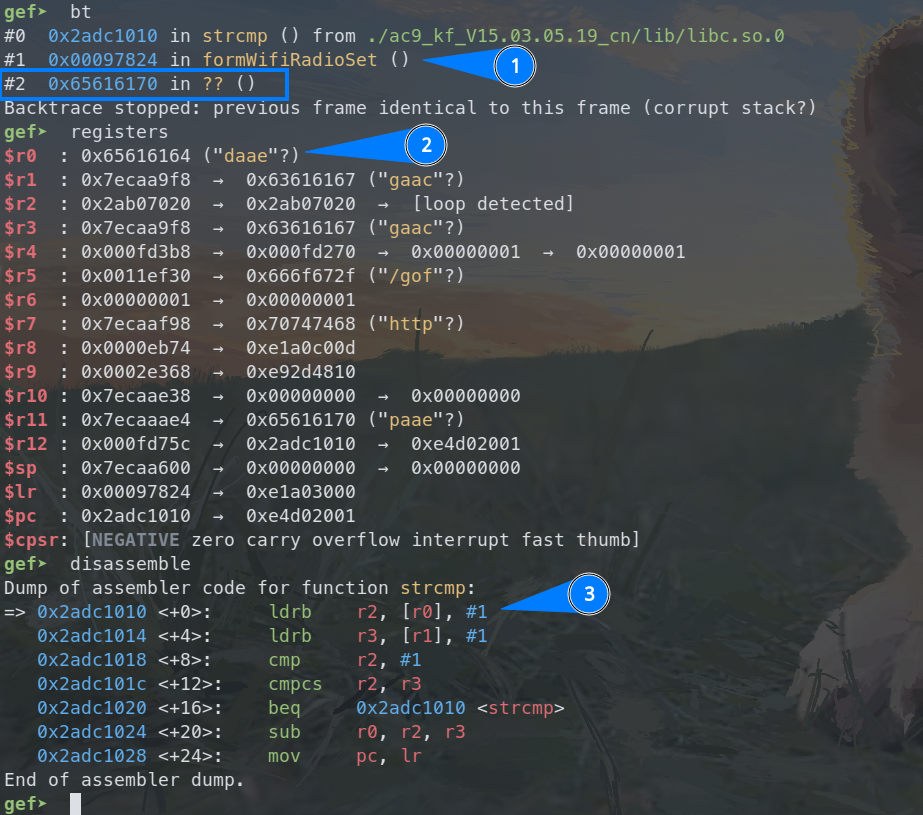 gef➤  bt
#0  0x2adc1010 in strcmp () from ./ac9_kf_V15.03.05.19_cn/lib/libc.so.0
#1  0x00097824 in formWifiRadioSet ()
1
#2  0x65616170 in ?? ()
Backtrace stopped: previous frame identical to this frame (corrupt stack?)
gef➤  registers
$r0  : 0x65616164 ("daae"?)
2
$r1  : 0x7ecaa9f8  →  0x63616167 ("gaac"?)
$r2  : 0x2ab07020  →  0x2ab07020  →  [loop detected]
$r3  : 0x7ecaa9f8  →  0x63616167 ("gaac"?)
$r4  : 0x000fd3b8  →  0x000fd270  →  0x00000001  →  0x00000001
$r5  : 0x0011ef30  →  0x666f672f ("/gof"?)
$r6  : 0x00000001  →  0x00000001
$r7  : 0x7ecaaf98  →  0x70747468 ("http"?)
$r8  : 0x0000eb74  →  0xe1a0c00d
$r9  : 0x0002e368  →  0xe92d4810
$r10 : 0x7ecaae38  →  0x00000000  →  0x00000000
$r11 : 0x7ecaaae4  →  0x65616170 ("paae"?)
$r12 : 0x000fd75c  →  0x2adc1010  →  0xe4d02001
$sp  : 0x7ecaa600  →  0x00000000  →  0x00000000
$lr  : 0x00097824  →  0xe1a03000
$pc  : 0x2adc1010  →  0xe4d02001
$cpsr: [NEGATIVE zero carry overflow interrupt fast thumb]
gef➤  disassemble
Dump of assembler code for function strcmp:
=> 0x2adc1010 <+0>:     ldrb    r2, [r0], #1
3
   0x2adc1014 <+4>:     ldrb    r3, [r1], #1
   0x2adc1018 <+8>:     cmp     r2, #1
   0x2adc101c <+12>:    cmpcs   r2, r3
   0x2adc1020 <+16>:    beq     0x2adc1010 <strcmp>
   0x2adc1024 <+20>:    sub     r0, r2, r3
   0x2adc1028 <+24>:    mov     pc, lr
End of assembler dump.
gef➤